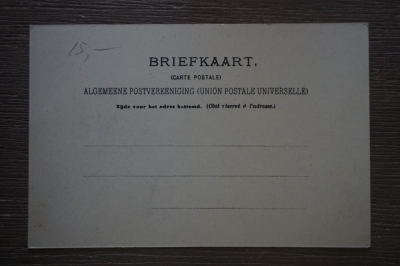 15,—
BRIEFKAART.
(CARTE POSTALE)
ALGEMEENE POSTVEREENIGING (UNION POSTALE UNIVERSELLE)
Zijde voor het adres bestemd. (Côté réservé à l'adresse.)